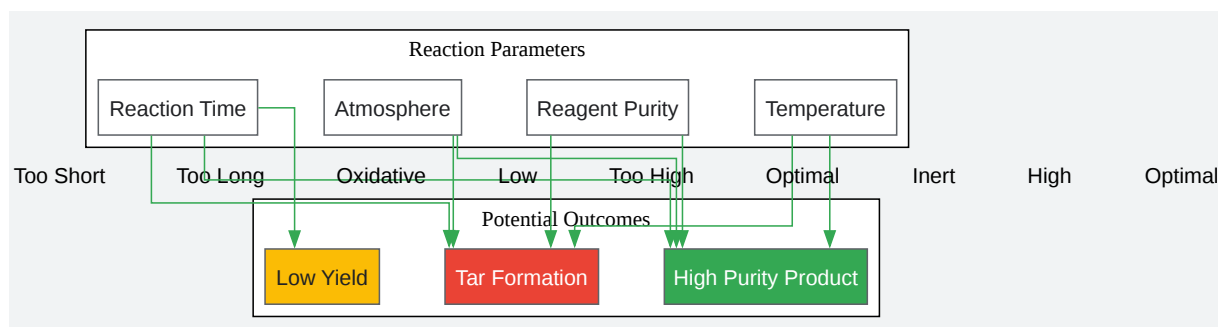 Reaction Parameters
Reaction Time Atmosphere Reagent Purity Temperature
Too Short Too Long Oxidative Low Too High Optimal Inert High Optimal
Potential Outcomes
Low Yield Tar Formation High Purity Product